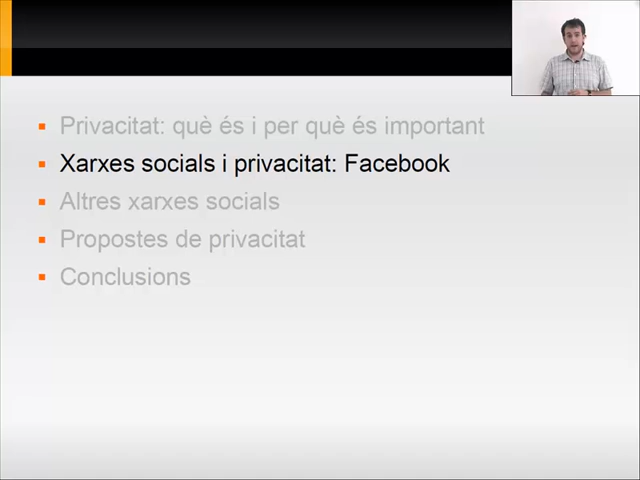 Privacitat: què és i per què és important
Xarxes socials i privacitat: Facebook
Altres xarxes socials
Propostes de privacitat
Conclusions